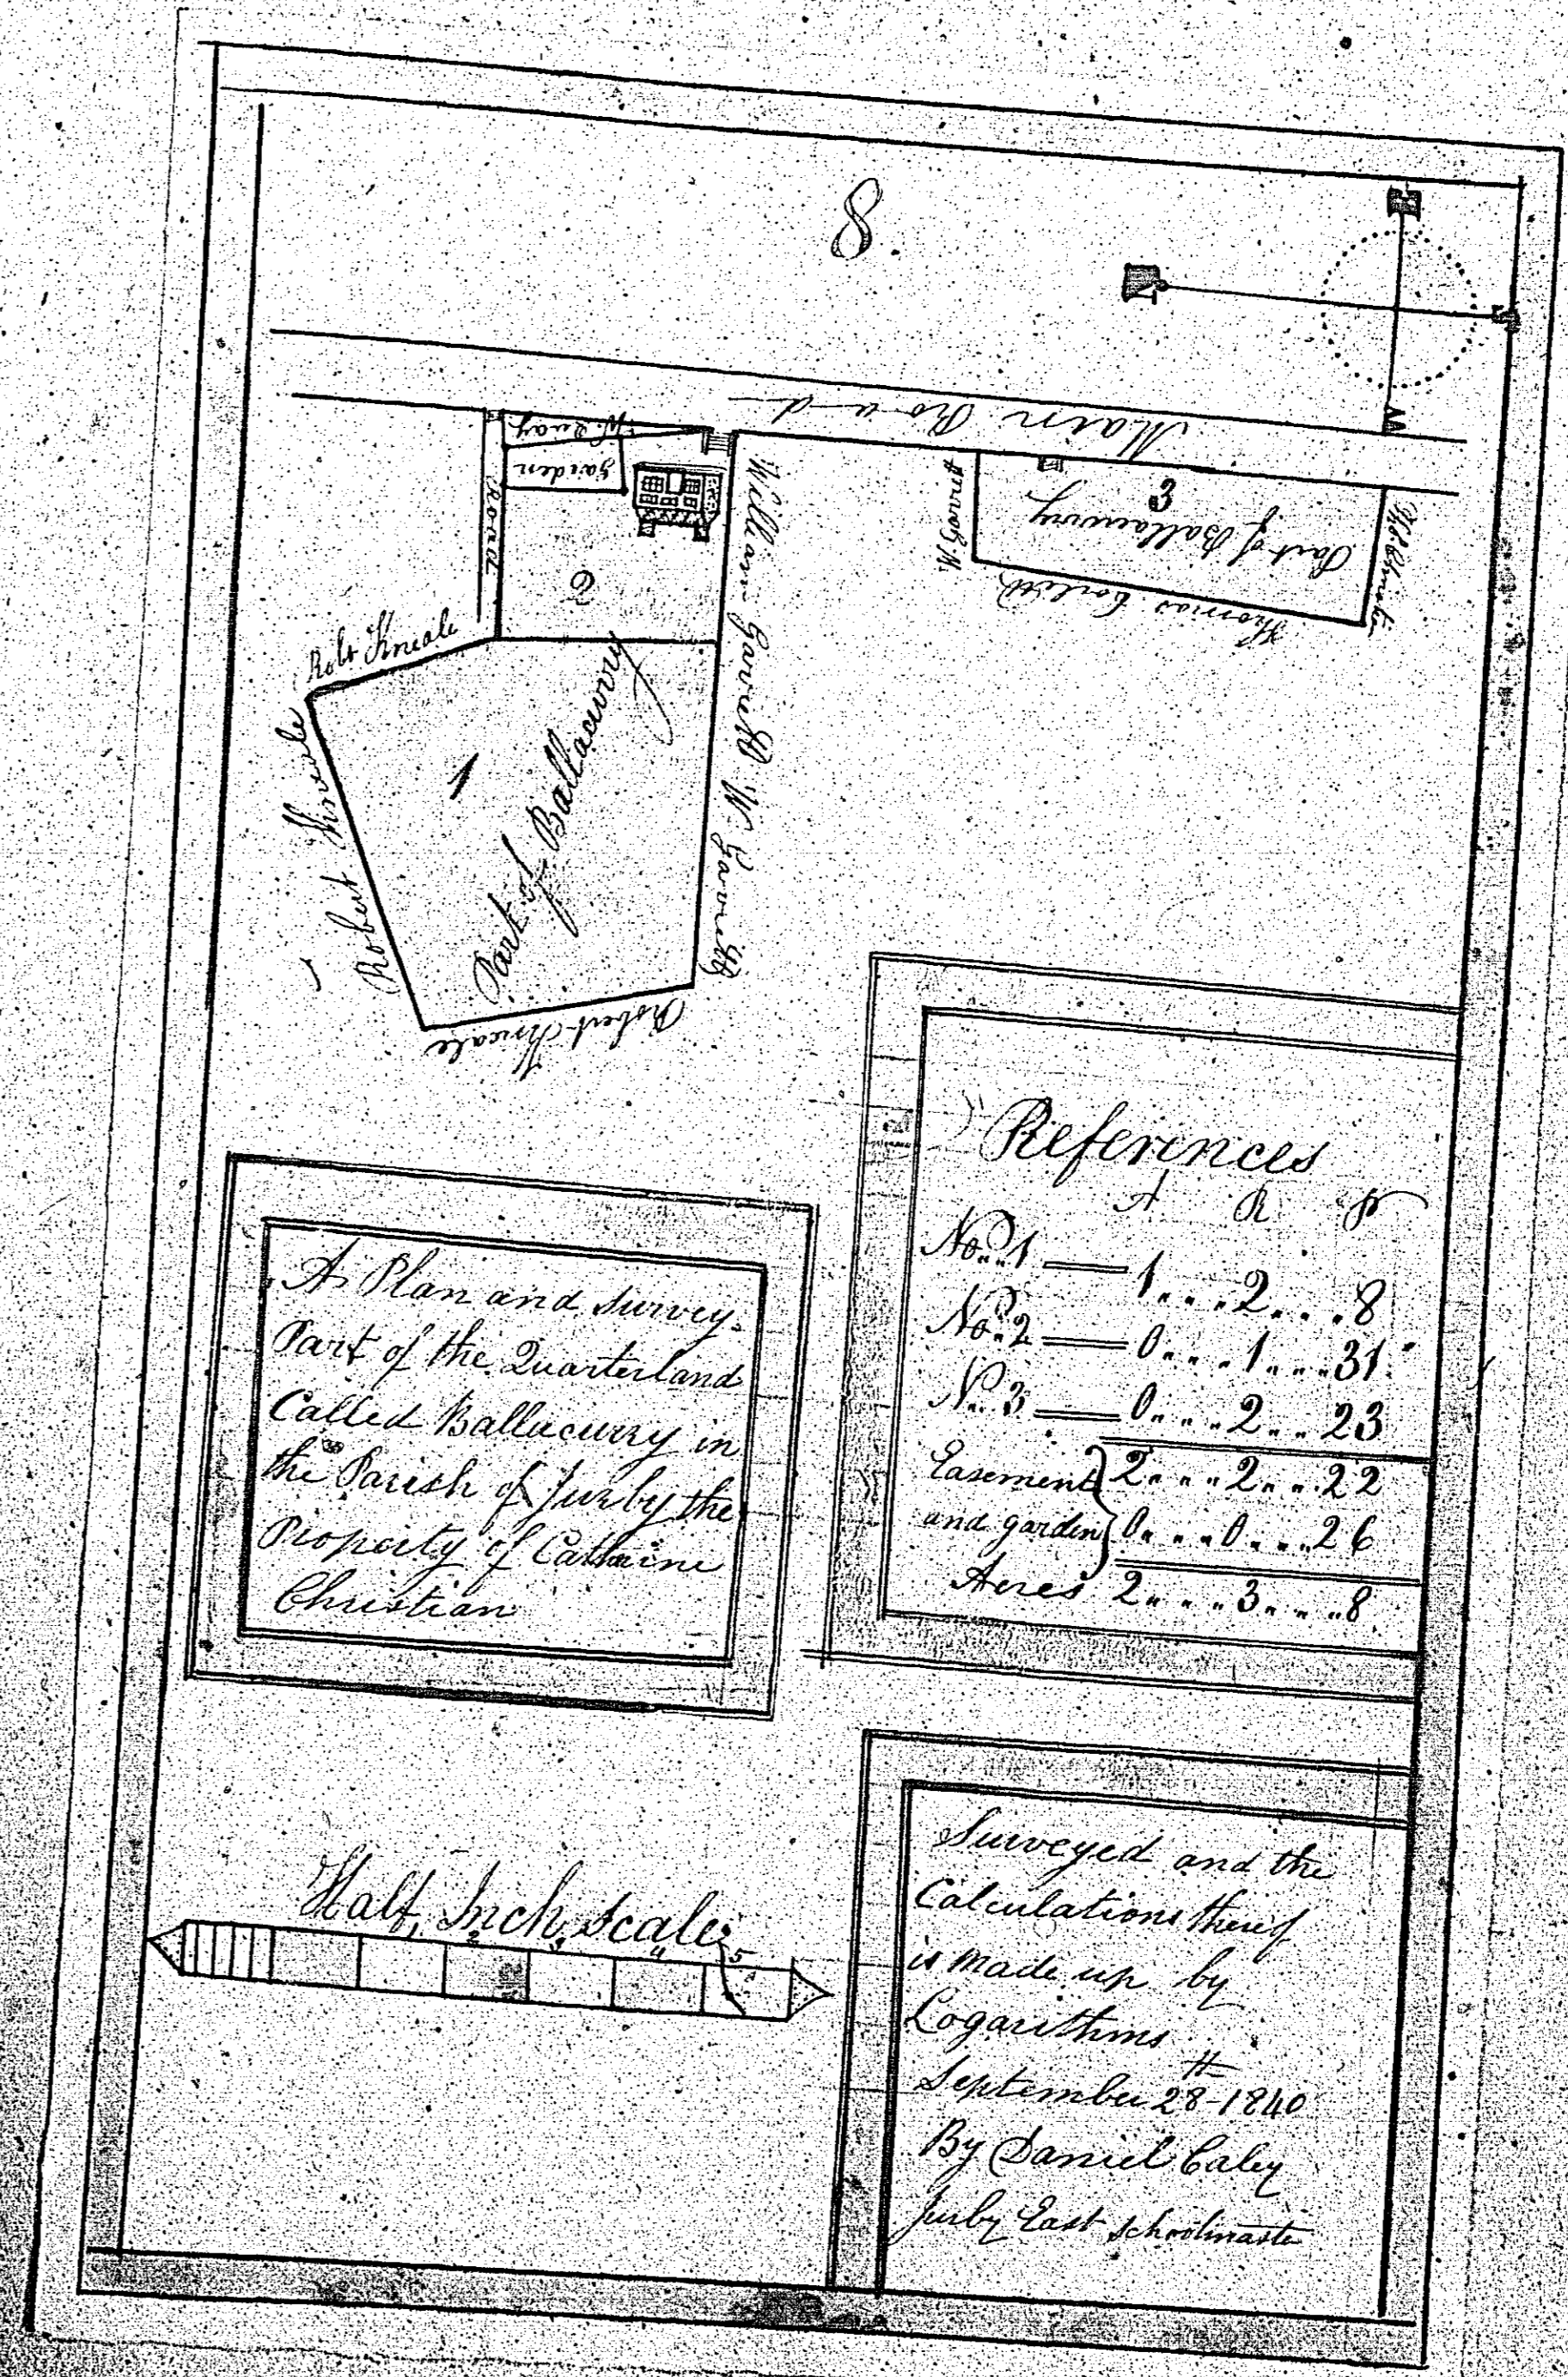 8.
E
N
S
W
Main Road
W. Quay
garden
Road
2
William Garrett
W. Garrett
W. Garrett
3
Part of Ballacurry
Thomas Corlett
Robt Kneale
Robert Kneale
1
Part of Ballacurry
Robert Kneale
References
A R P
No. 1 — 1 .. 2 .. 8
No. 2 — 0 .. 1 .. 31
No. 3 — 0 .. 2 .. 23
Easement } 2 .. 2 .. 22
and garden } 0 .. 0 .. 26
Acres 2 .. 3 .. 8
A Plan and survey
Part of the Quarterland
Called Ballacurry in
the Parish of Jurby the
Property of Cathrine
Christian
Half Inch Scale
1 2 3 4 5
Surveyed and the
Calculations therof
is made up by
Logarithms
September 28th 1840
By Daniel Caley
Jurby East schoolmaster